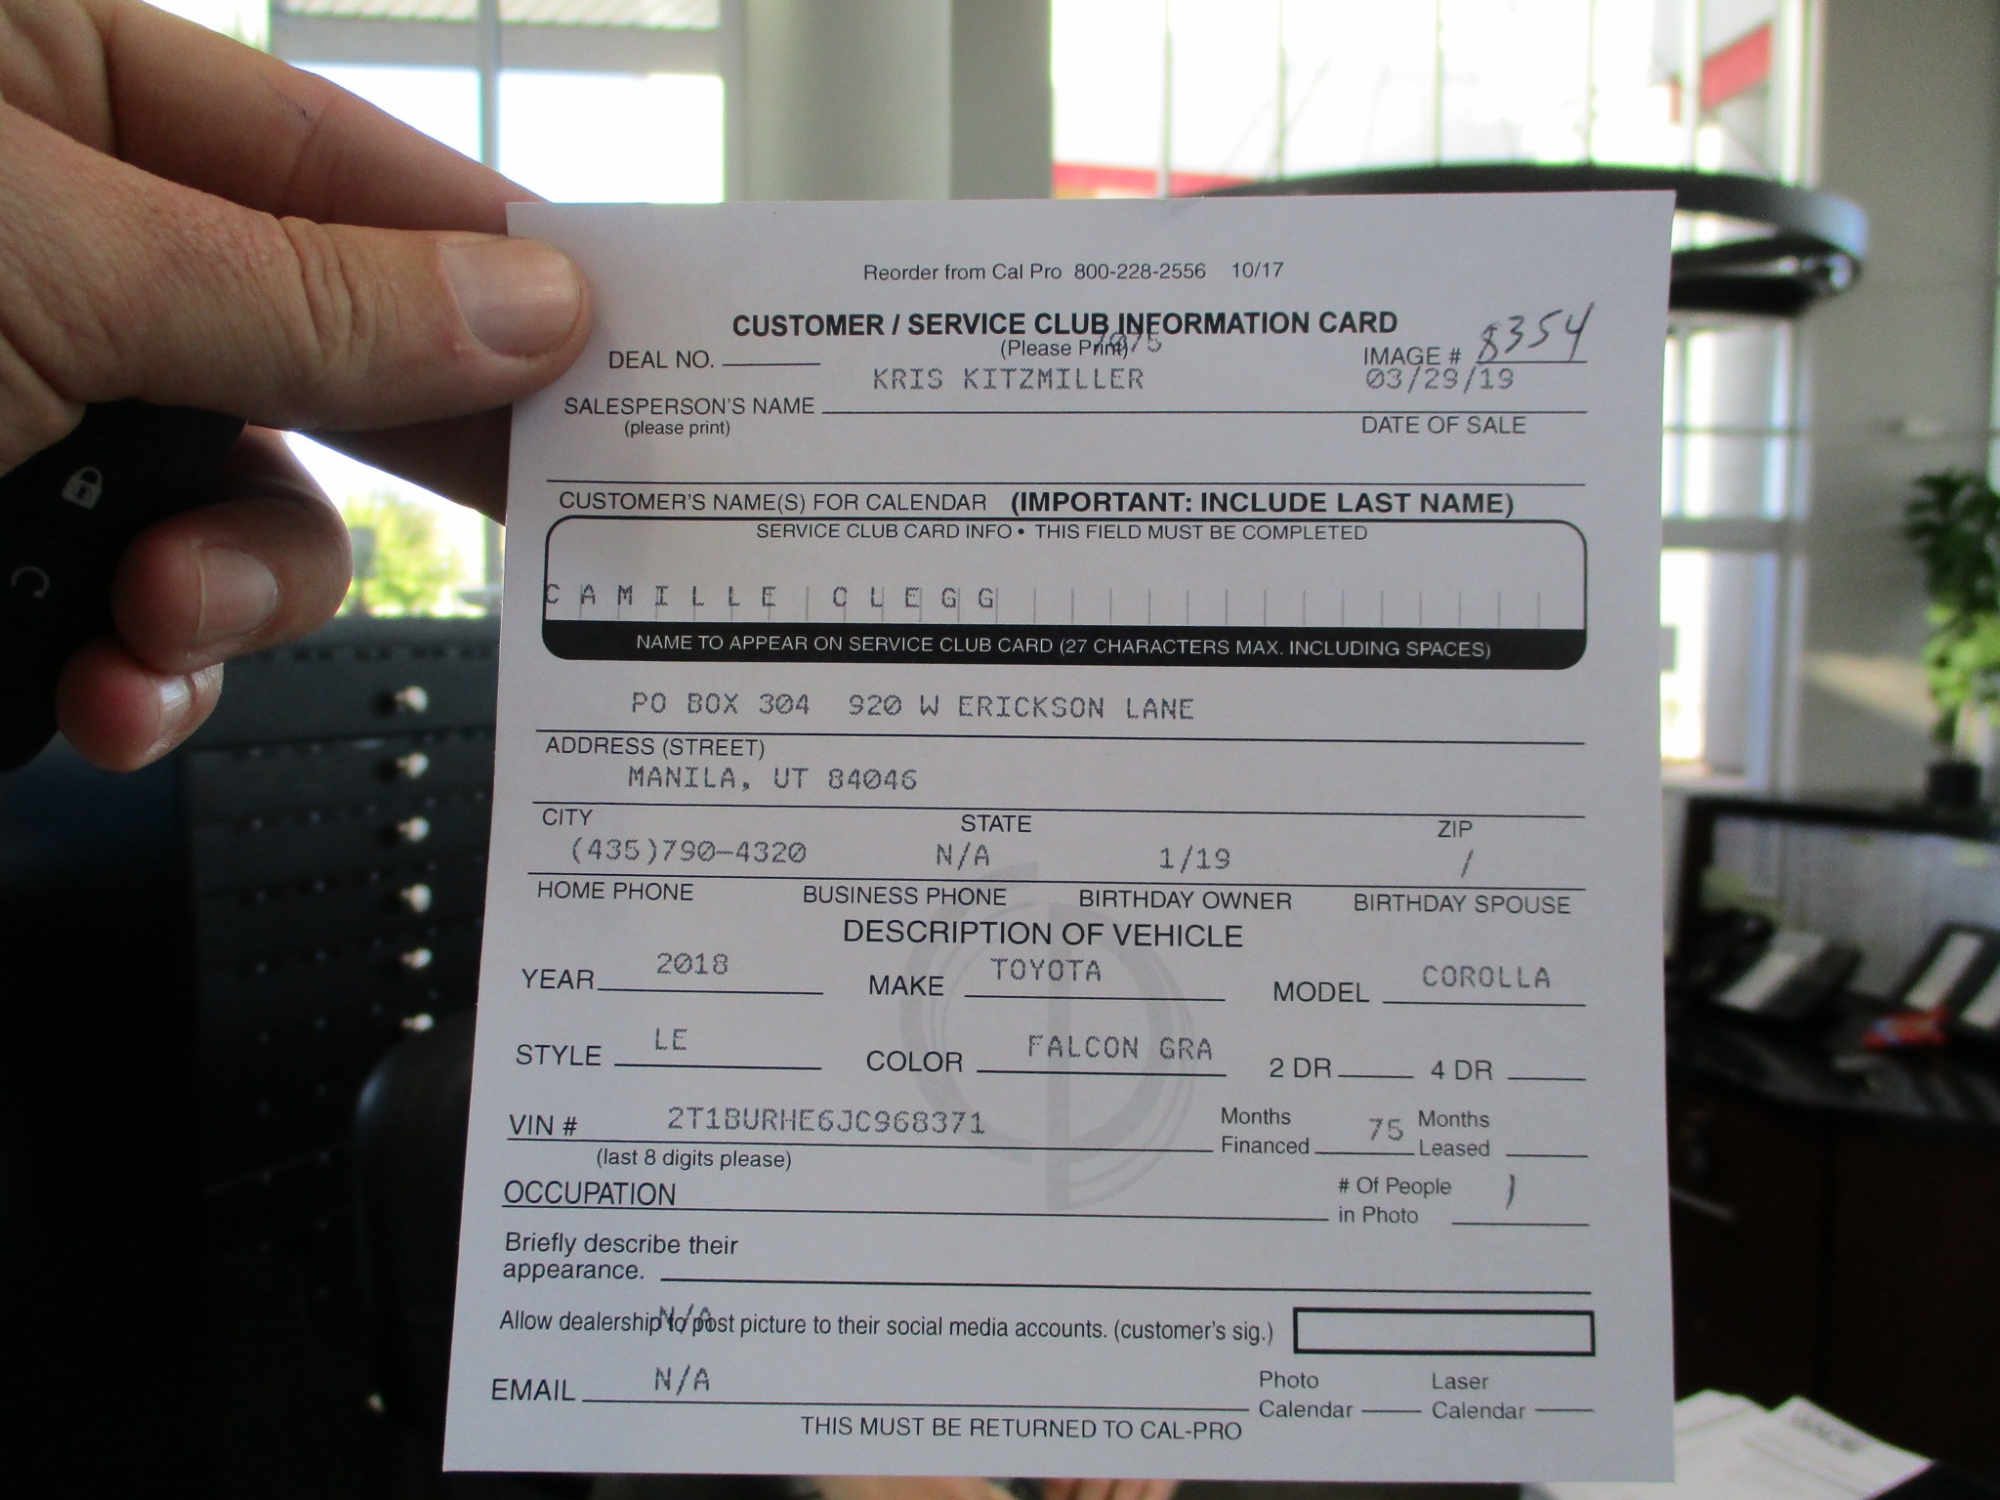 Reorder from Cal Pro 800-228-2556 10/17
CUSTOMER / SERVICE CLUB INFORMATION CARD
(Please Print)
DEAL NO. IMAGE # 8354
KRIS KITZMILLER 03/29/19
SALESPERSON'S NAME
(please print) DATE OF SALE
CUSTOMER'S NAME(S) FOR CALENDAR (IMPORTANT: INCLUDE LAST NAME)
SERVICE CLUB CARD INFO • THIS FIELD MUST BE COMPLETED
CAMILLE CLEGG
NAME TO APPEAR ON SERVICE CLUB CARD (27 CHARACTERS MAX. INCLUDING SPACES)
PO BOX 304 920 W ERICKSON LANE
ADDRESS (STREET)
MANILA, UT 84046
CITY STATE ZIP
(435)790-4320 N/A 1/19 /
HOME PHONE BUSINESS PHONE BIRTHDAY OWNER BIRTHDAY SPOUSE
DESCRIPTION OF VEHICLE
YEAR 2018 MAKE TOYOTA MODEL COROLLA
STYLE LE COLOR FALCON GRA 2 DR 4 DR
VIN # 2T1BURHE6JC968371 Months Financed 75 Months Leased
(last 8 digits please)
OCCUPATION # Of People in Photo 1
Briefly describe their
appearance.
N/A
Allow dealership to post picture to their social media accounts. (customer's sig.)
EMAIL N/A Photo Calendar Laser Calendar
THIS MUST BE RETURNED TO CAL-PRO